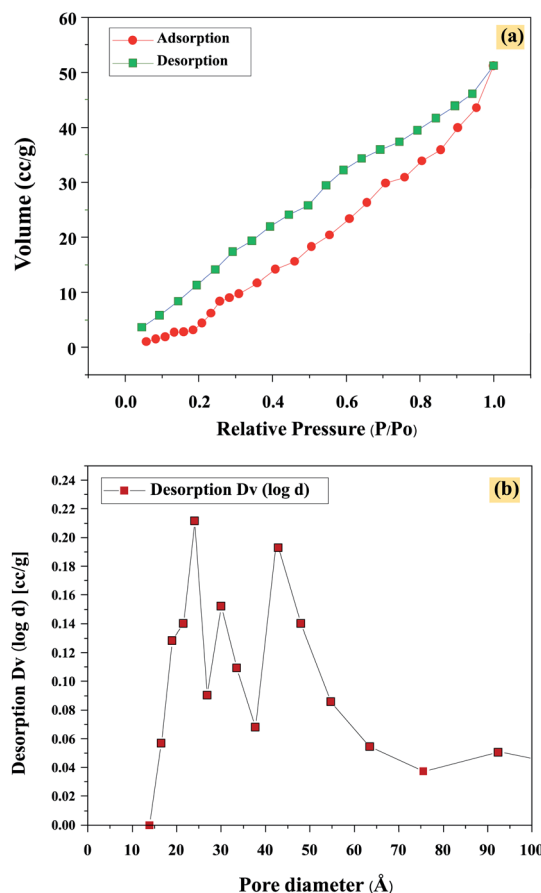 (a)
Adsorption
Desorption
60
50
40
30
20
10
0
Volume (cc/g)
0.0 0.2 0.4 0.6 0.8 1.0
Relative Pressure (P/Po)
(b)
Desorption Dv (log d)
0.24
0.22
0.20
0.18
0.16
0.14
0.12
0.10
0.08
0.06
0.04
0.02
0.00
Desorption Dv (log d) [cc/g]
0 10 20 30 40 50 60 70 80 90 100
Pore diameter (Å)